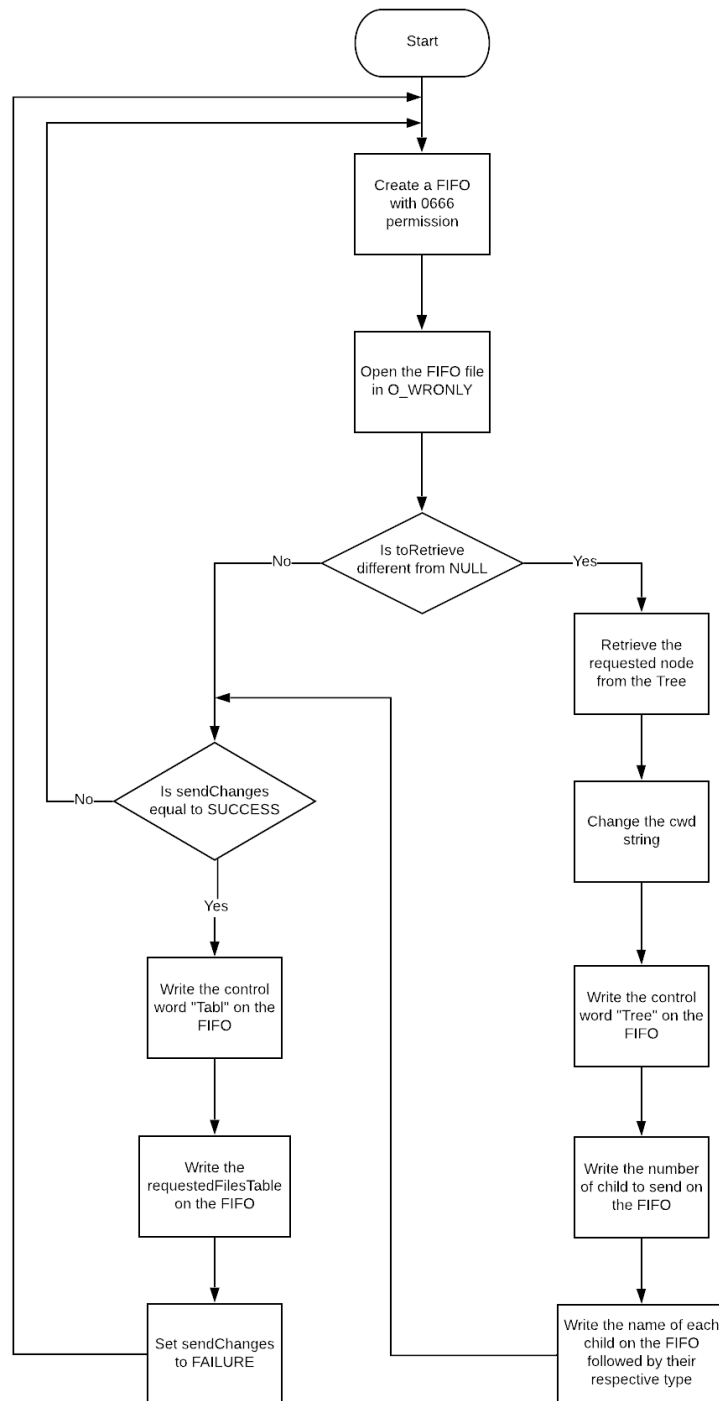 Start
Create a FIFO
with 0666
permission
Open the FIFO file
in O_WRONLY
Is toRetrieve
different from NULL
No
Yes
Retrieve the
requested node
from the Tree
Is sendChanges
equal to SUCCESS
No
Yes
Change the cwd
string
Write the control
word "Tabl" on the
FIFO
Write the control
word "Tree" on the
FIFO
Write the
requestedFilesTable
on the FIFO
Write the number
of child to send on
the FIFO
Set sendChanges
to FAILURE
Write the name of each
child on the FIFO
followed by their
respective type